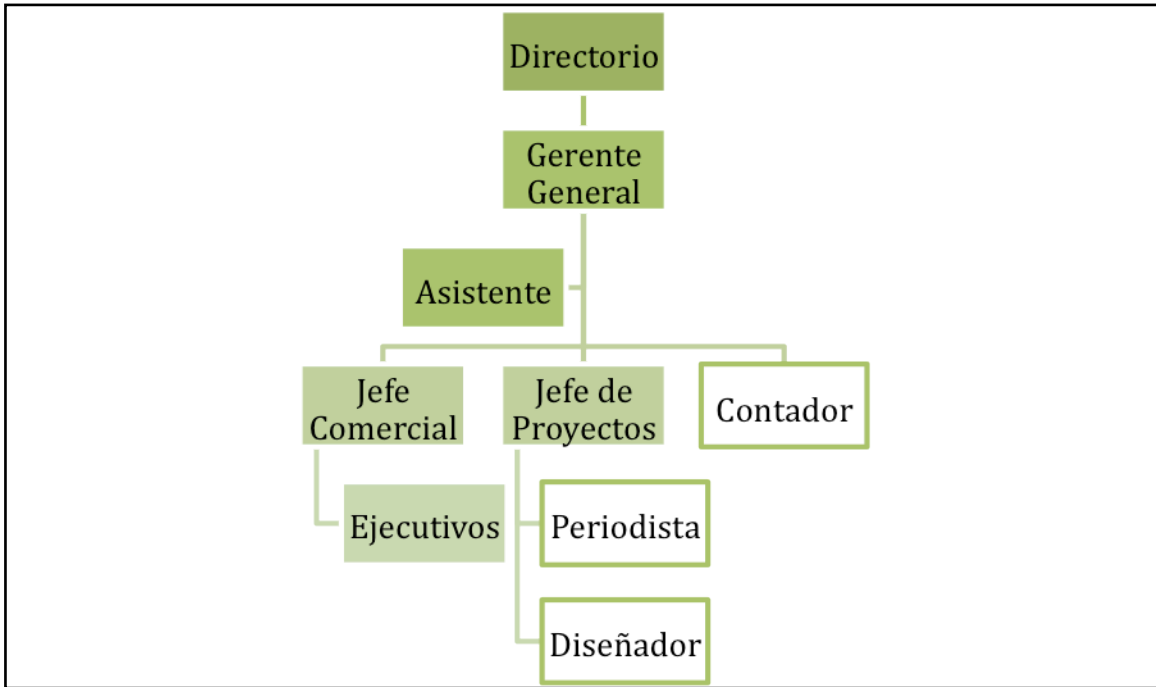 Directorio
Gerente
General
Asistente
Jefe
Comercial
Jefe de
Proyectos
Contador
Ejecutivos
Periodista
Diseñador